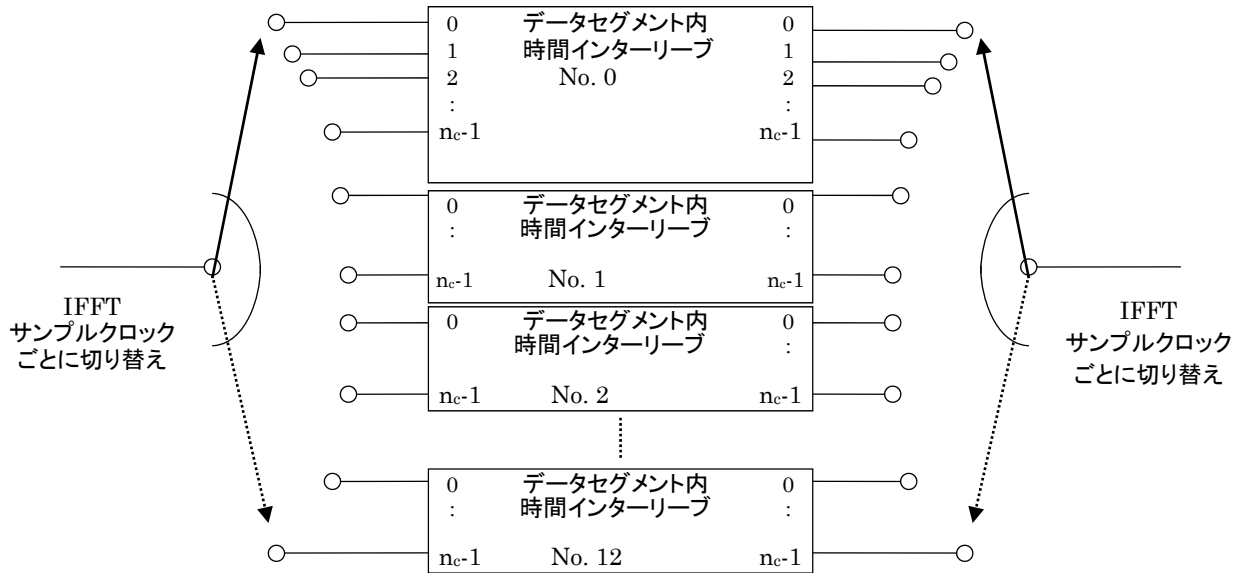 0 データセグメント内 0
1 時間インターリーブ 1
2 No. 0 2
: :
nc-1 nc-1
0 データセグメント内 0
: 時間インターリーブ :
nc-1 No. 1 nc-1
IFFT
サンプルクロック
ごとに切り替え
IFFT
サンプルクロック
ごとに切り替え
0 データセグメント内 0
時間インターリーブ :
nc-1 No. 2 nc-1
0 データセグメント内 0
: 時間インターリーブ :
nc-1 No. 12 nc-1